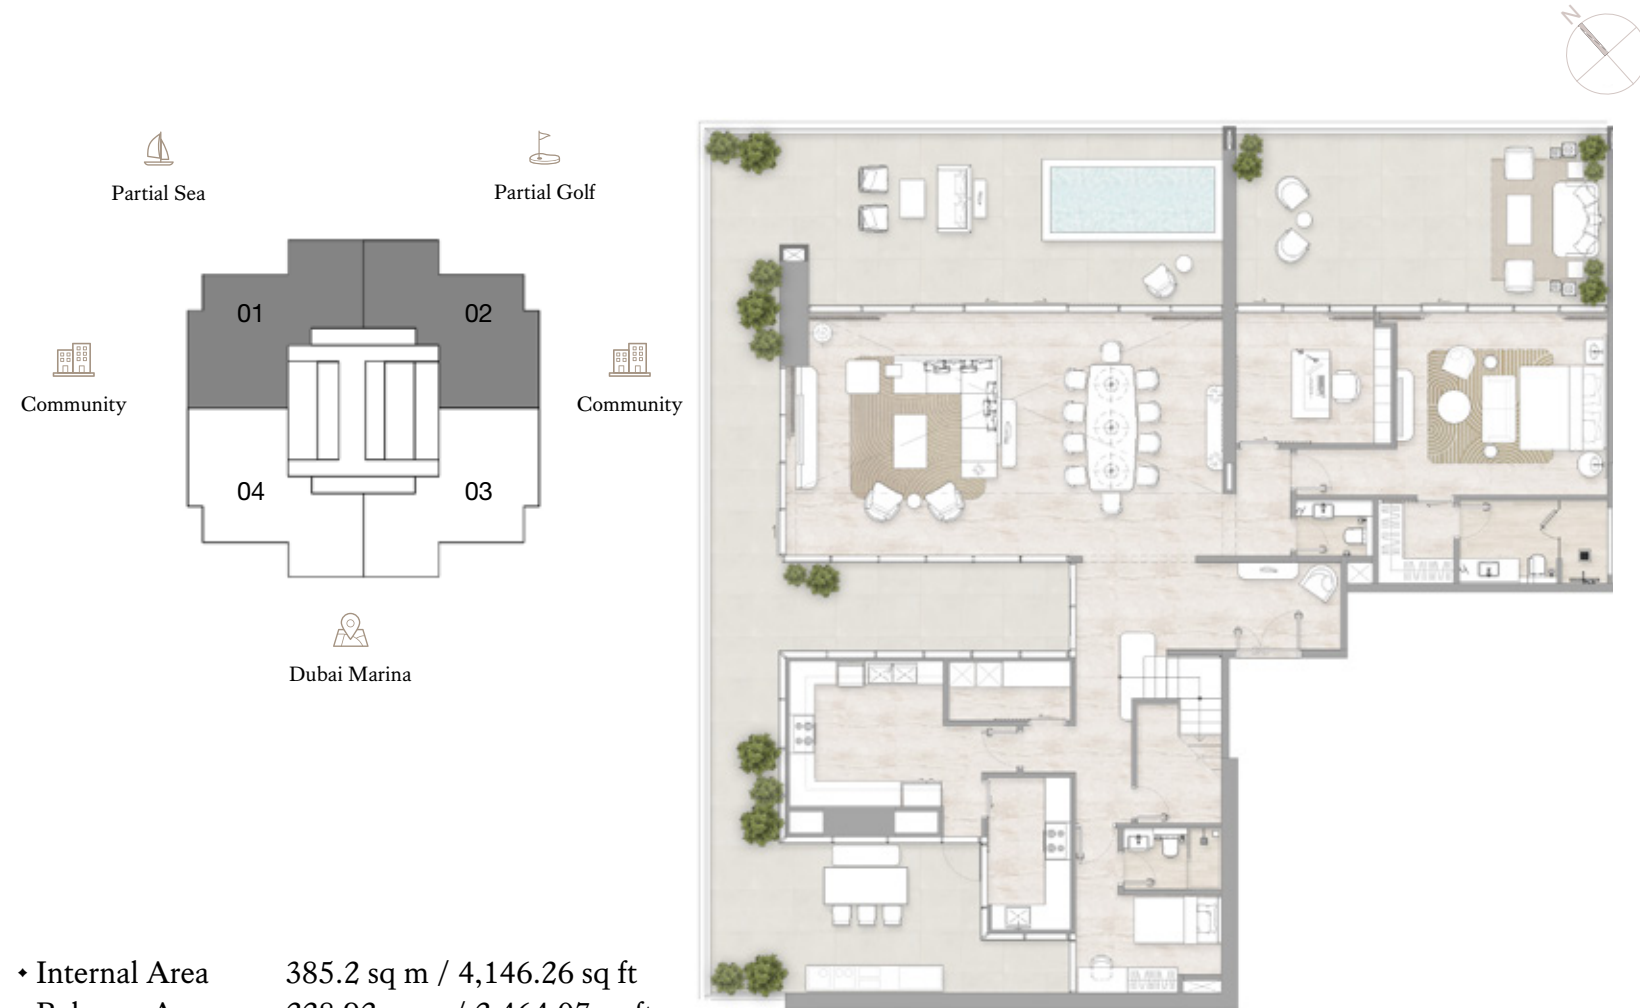 N
Partial Sea
Partial Golf
01
02
Community
Community
04
03
Dubai Marina
Internal Area 385.2 sq m / 4,146.26 sq ft